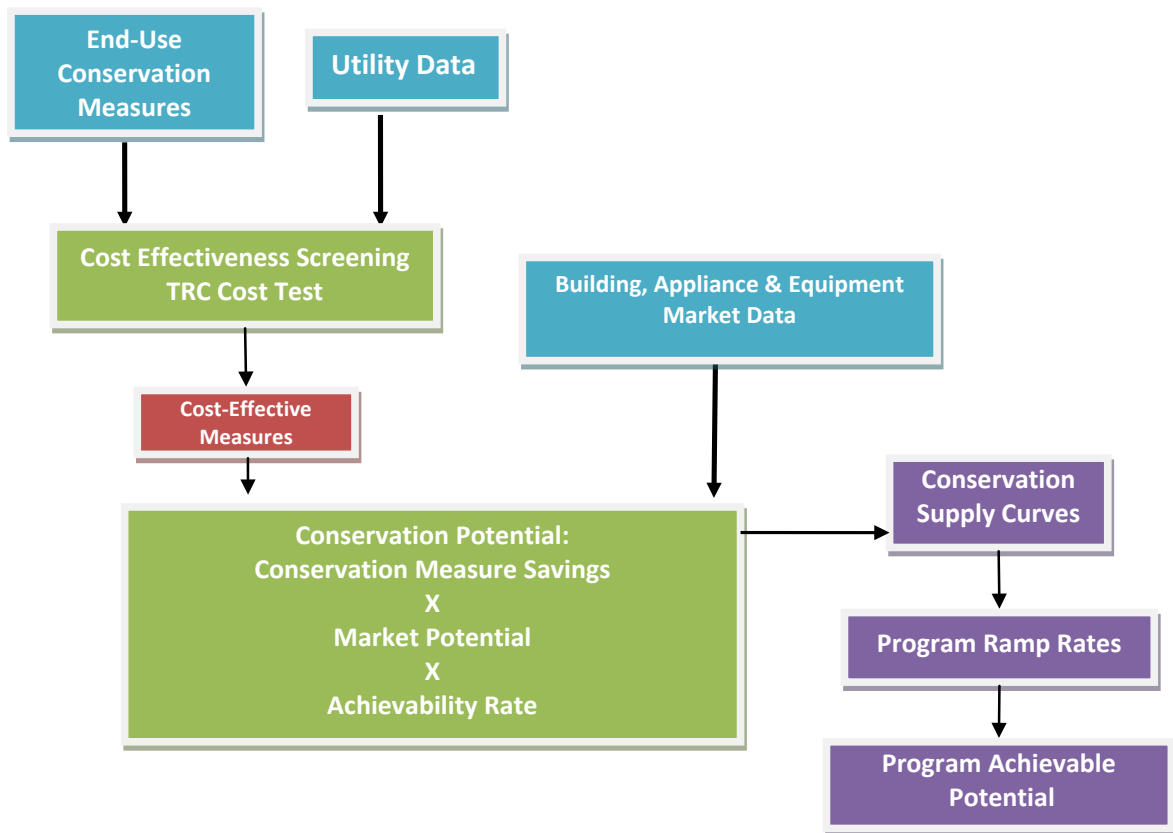 End-Use
Conservation
Measures
Utility Data
Cost Effectiveness Screening
TRC Cost Test
Building, Appliance & Equipment
Market Data
Cost-Effective
Measures
Conservation Potential:
Conservation Measure Savings
X
Market Potential
X
Achievability Rate
Conservation
Supply Curves
Program Ramp Rates
Program Achievable
Potential